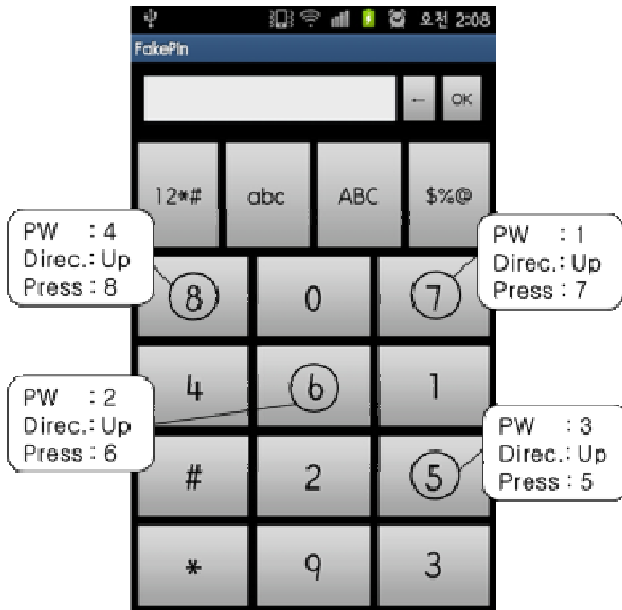 오전 2:08
FakePin
← OK
12*# abc ABC $%@
PW : 4
Direc.: Up
Press : 8
PW : 1
Direc.: Up
Press : 7
8 0 7
4 6 1
PW : 2
Direc.: Up
Press : 6
PW : 3
Direc.: Up
Press : 5
# 2 5
* 9 3